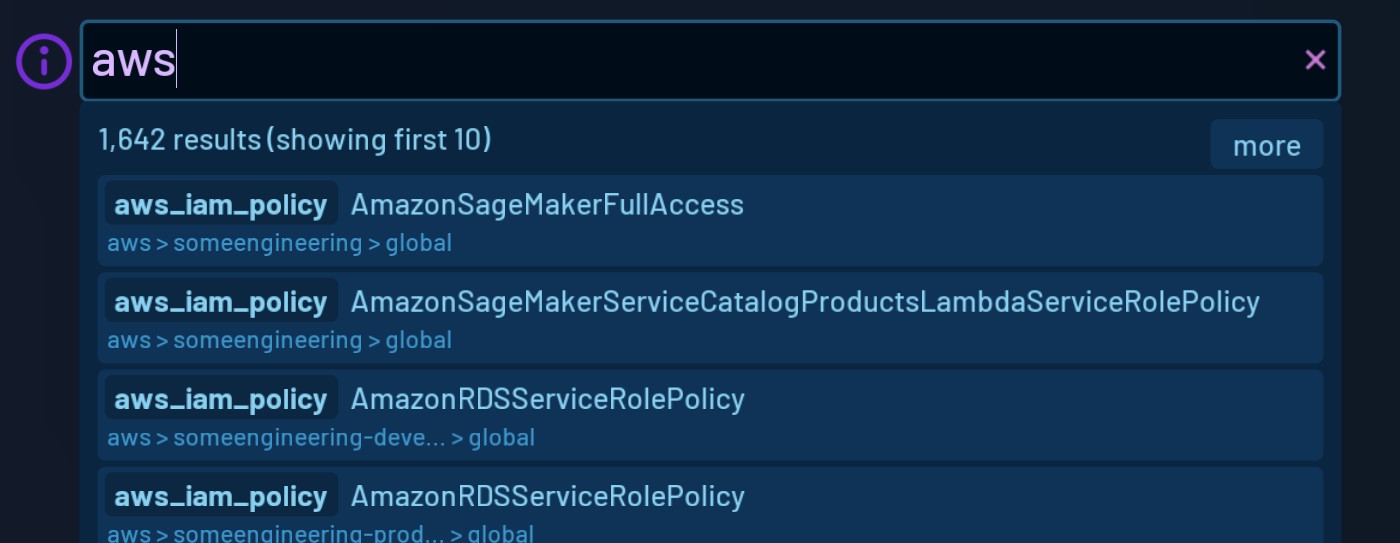 aws
1,642 results (showing first 10)
more
aws_iam_policy AmazonSageMakerFullAccess
aws > someengineering > global
aws_iam_policy AmazonSageMakerServiceCatalogProductsLambdaServiceRolePolicy
aws > someengineering > global
aws_iam_policy AmazonRDSServiceRolePolicy
aws > someengineering-deve... > global
aws_iam_policy AmazonRDSServiceRolePolicy
aws > someengineering-prod... > global